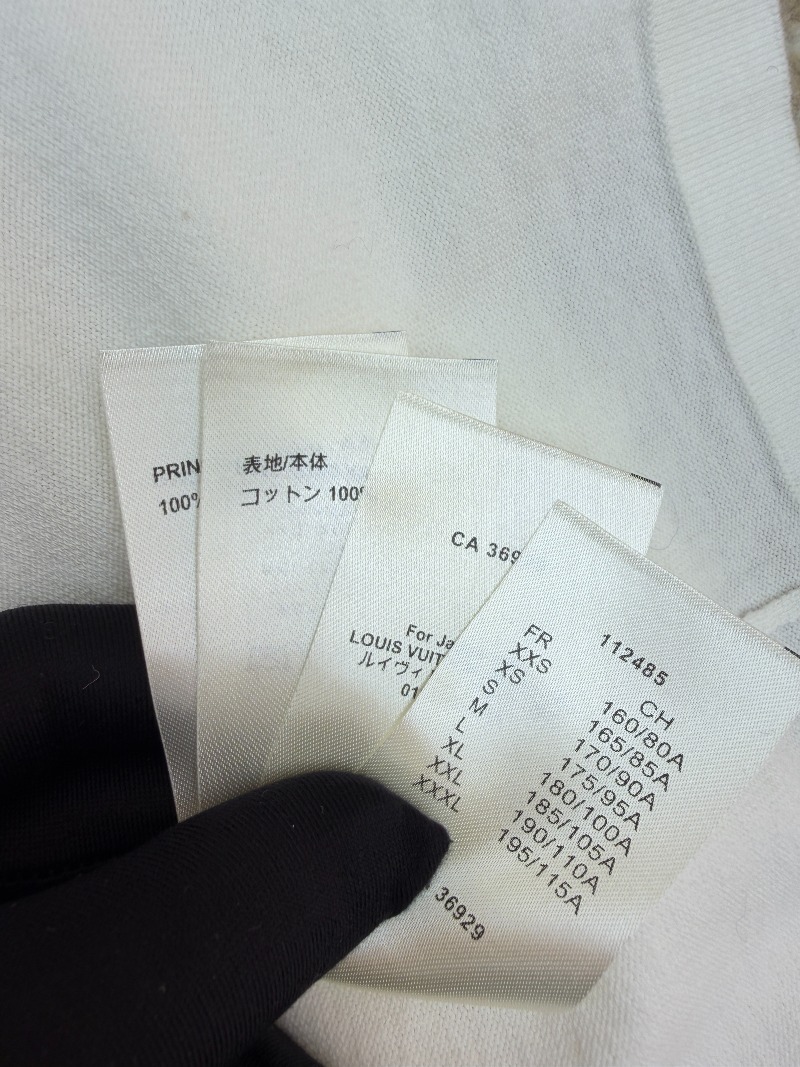 PRIN
100%
表地/本体
コットン 100%
CA 369
For Ja
LOUIS VUIT
ルイヴィ
01
112485
FR CH
XXS 160/80A
XS 165/85A
S 170/90A
M 175/95A
L 180/100A
XL 185/105A
XXL 190/110A
XXXL 195/115A
36929